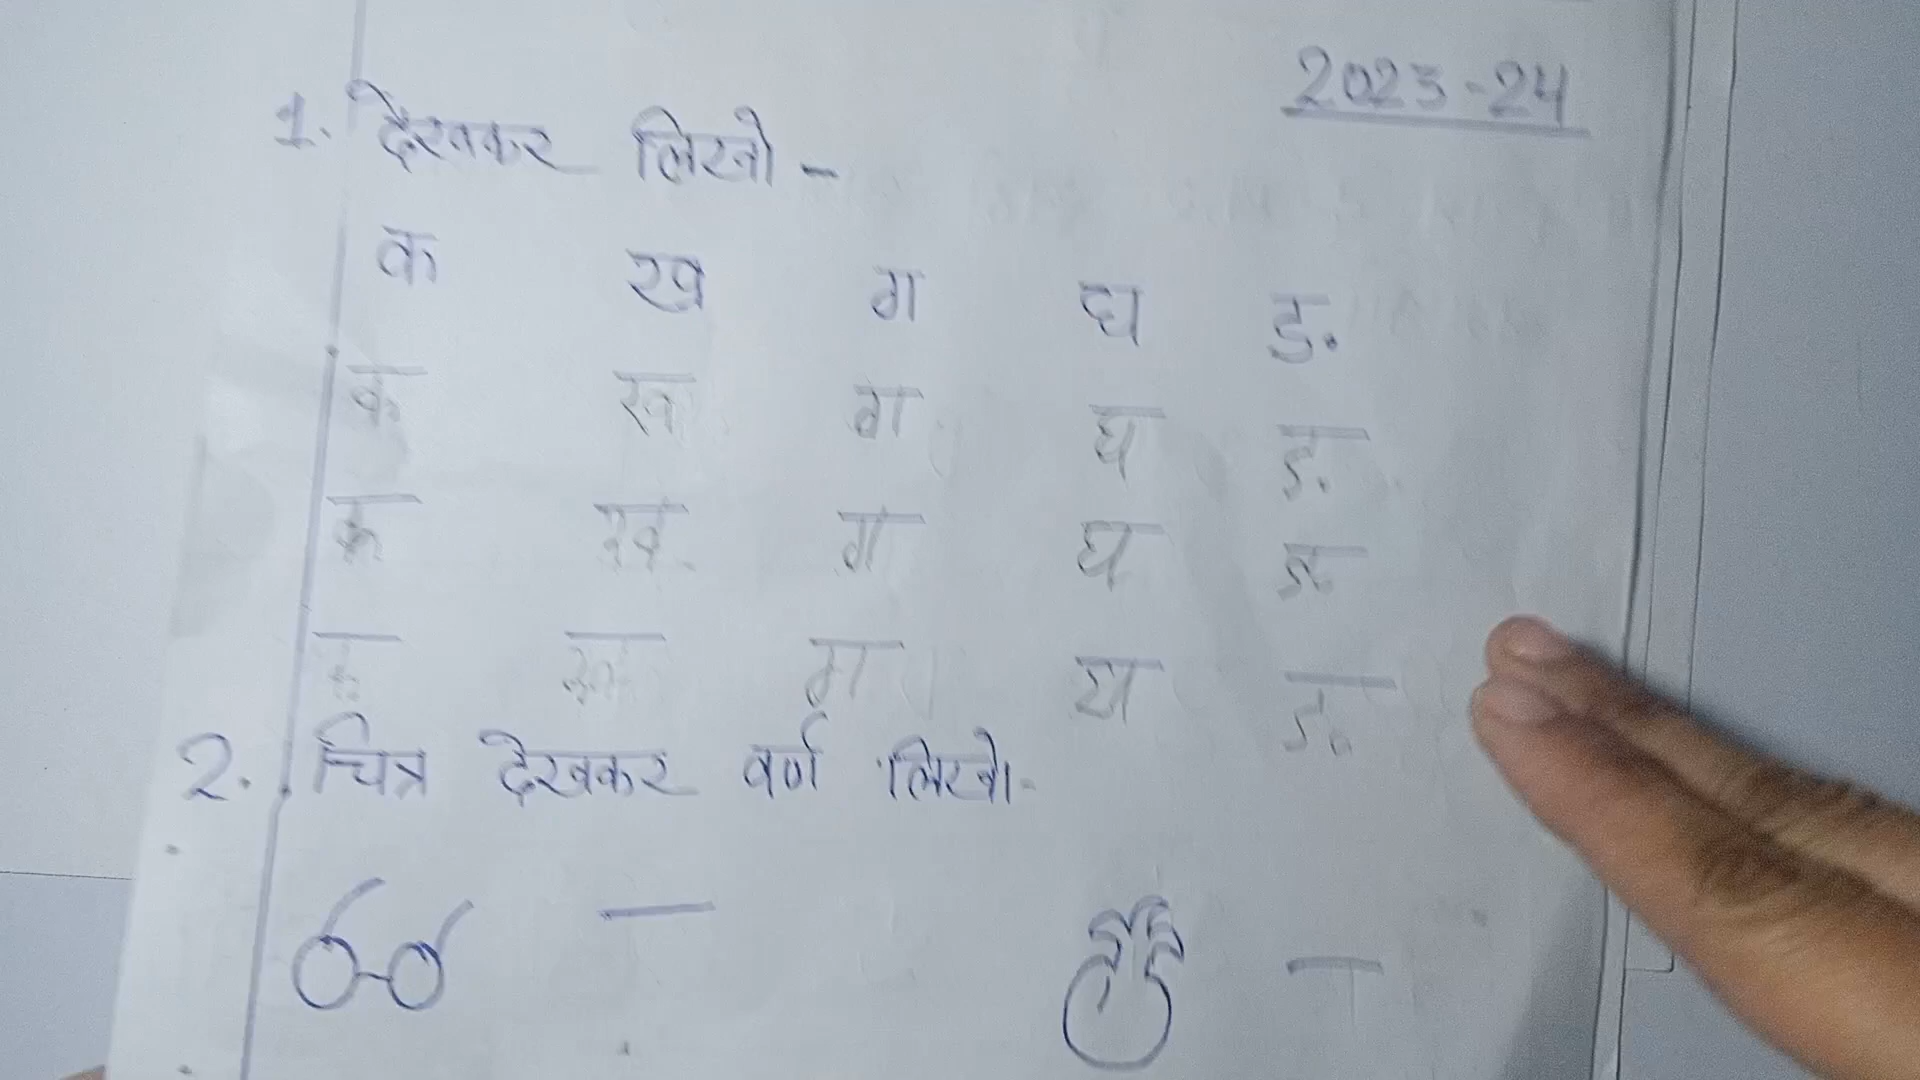 2023-24
1. देखकर लिखो -
क ख ग घ ङ
क ख ग घ ङ
क ख ग घ ङ
क ख ग घ ङ
2. चित्र देखकर वर्ण लिखो-